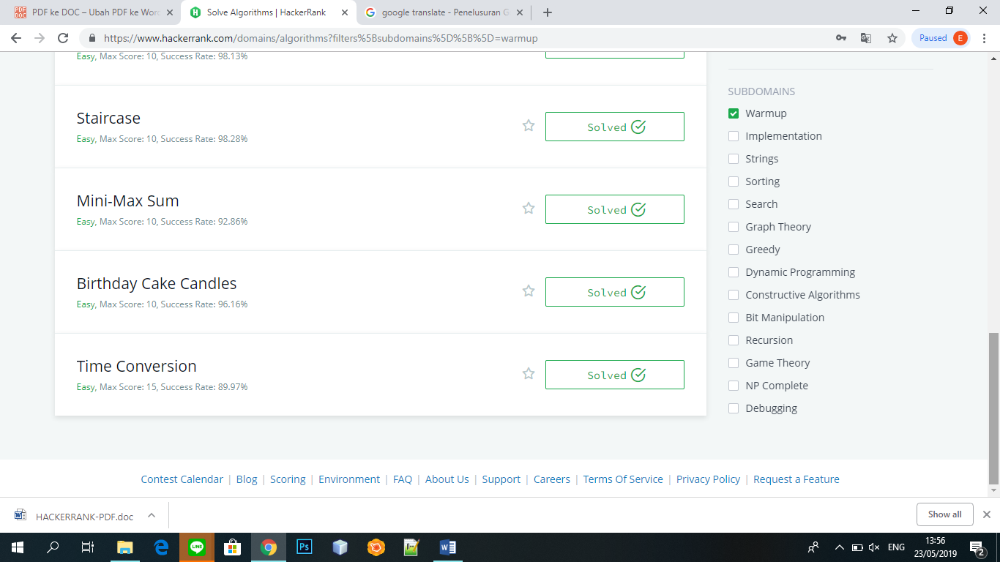 PDF ke DOC – Ubah PDF ke Word
Solve Algorithms | HackerRank
google translate - Penelusuran G
https://www.hackerrank.com/domains/algorithms?filters%5Bsubdomains%5D%5B%5D=warmup
Paused E
Easy, Max Score: 10, Success Rate: 98.13%
Staircase
Easy, Max Score: 10, Success Rate: 98.28%
Solved
Mini-Max Sum
Easy, Max Score: 10, Success Rate: 92.86%
Solved
Birthday Cake Candles
Easy, Max Score: 10, Success Rate: 96.16%
Solved
Time Conversion
Easy, Max Score: 15, Success Rate: 89.97%
Solved
SUBDOMAINS
Warmup
Implementation
Strings
Sorting
Search
Graph Theory
Greedy
Dynamic Programming
Constructive Algorithms
Bit Manipulation
Recursion
Game Theory
NP Complete
Debugging
Contest Calendar | Blog | Scoring | Environment | FAQ | About Us | Support | Careers | Terms Of Service | Privacy Policy | Request a Feature
HACKERRANK-PDF.doc
Show all
LINE
Ps
ENG
13:56
23/05/2019
2